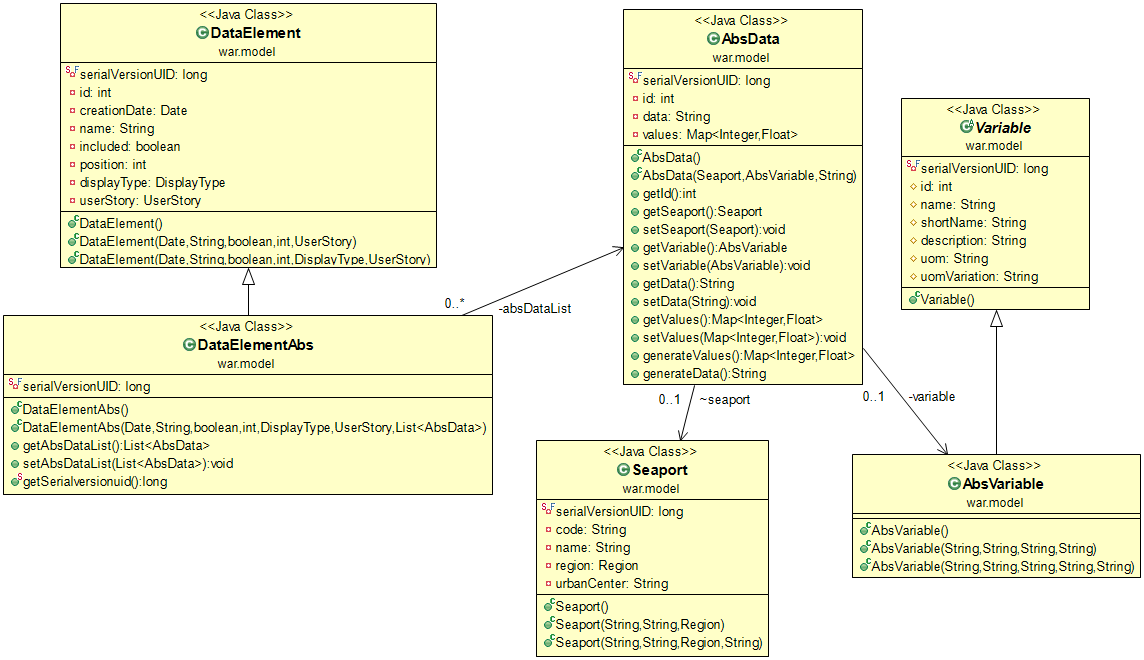 <<Java Class>>
DataElement
war.model
serialVersionUID: long
id: int
creationDate: Date
name: String
included: boolean
position: int
displayType: DisplayType
userStory: UserStory
DataElement()
DataElement(Date,String,boolean,int,UserStory)
DataElement(Date,String,boolean,int,DisplayType,UserStory)
<<Java Class>>
DataElementAbs
war.model
serialVersionUID: long
DataElementAbs()
DataElementAbs(Date,String,boolean,int,DisplayType,UserStory,List<AbsData>)
getAbsDataList():List<AbsData>
setAbsDataList(List<AbsData>):void
getSerialversionuid():long
0..*
-absDataList
<<Java Class>>
AbsData
war.model
serialVersionUID: long
id: int
data: String
values: Map<Integer,Float>
AbsData()
AbsData(Seaport,AbsVariable,String)
getId():int
getSeaport():Seaport
setSeaport(Seaport):void
getVariable():AbsVariable
setVariable(AbsVariable):void
getData():String
setData(String):void
getValues():Map<Integer,Float>
setValues(Map<Integer,Float>):void
generateValues():Map<Integer,Float>
generateData():String
0..1
~seaport
<<Java Class>>
Seaport
war.model
serialVersionUID: long
code: String
name: String
region: Region
urbanCenter: String
Seaport()
Seaport(String,String,Region)
Seaport(String,String,Region,String)
0..1
-variable
<<Java Class>>
Variable
war.model
serialVersionUID: long
id: int
name: String
shortName: String
description: String
uom: String
uomVariation: String
Variable()
<<Java Class>>
AbsVariable
war.model
AbsVariable()
AbsVariable(String,String,String,String)
AbsVariable(String,String,String,String,String)